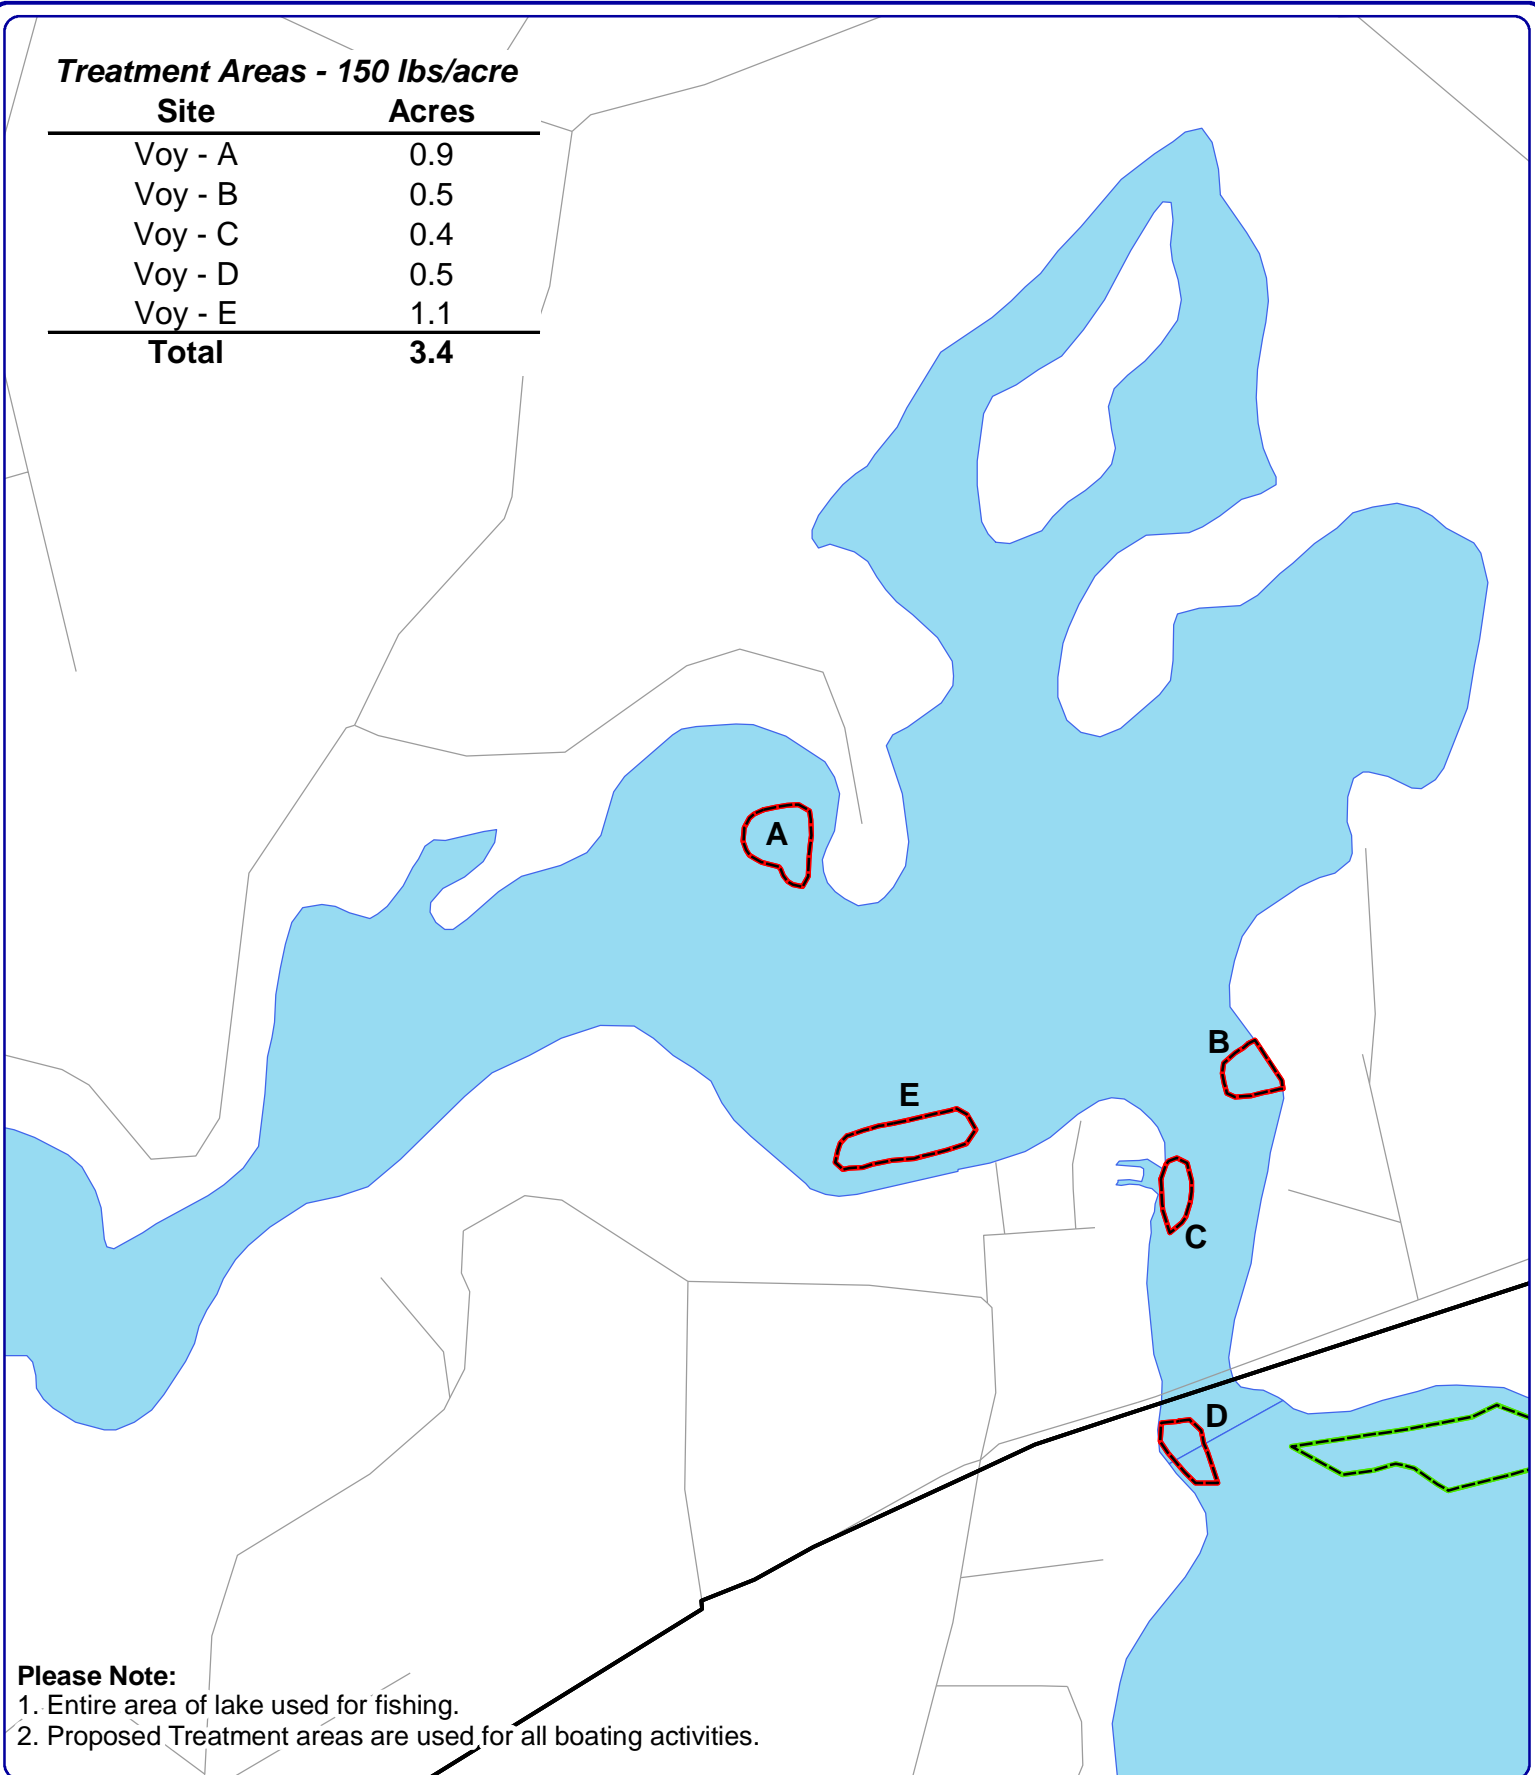 Treatment Areas - 150 lbs/acre
Site Acres
Voy - A 0.9
Voy - B 0.5
Voy - C 0.4
Voy - D 0.5
Voy - E 1.1
Total 3.4
A
B
E
C
D
Please Note:
1. Entire area of lake used for fishing.
2. Proposed Treatment areas are used for all boating activities.